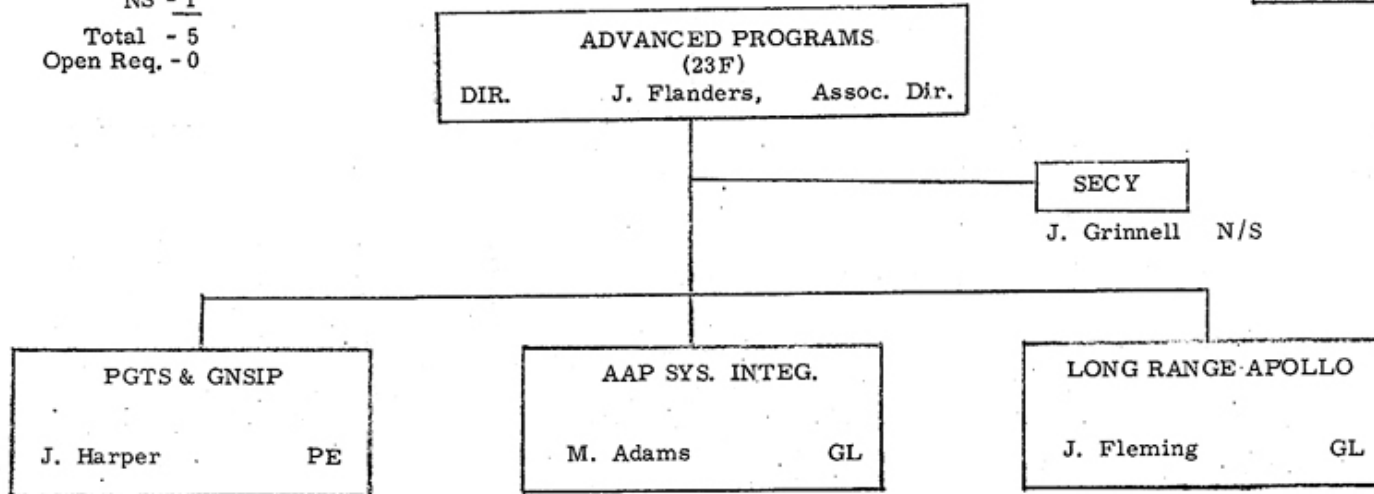 NS - 1
Total - 5
Open Req. - 0
ADVANCED PROGRAMS
(23F)
DIR. J. Flanders, Assoc. Dir.
SECY
J. Grinnell N/S
PGTS & GNSIP
J. Harper PE
AAP SYS. INTEG.
M. Adams GL
LONG RANGE APOLLO
J. Fleming GL